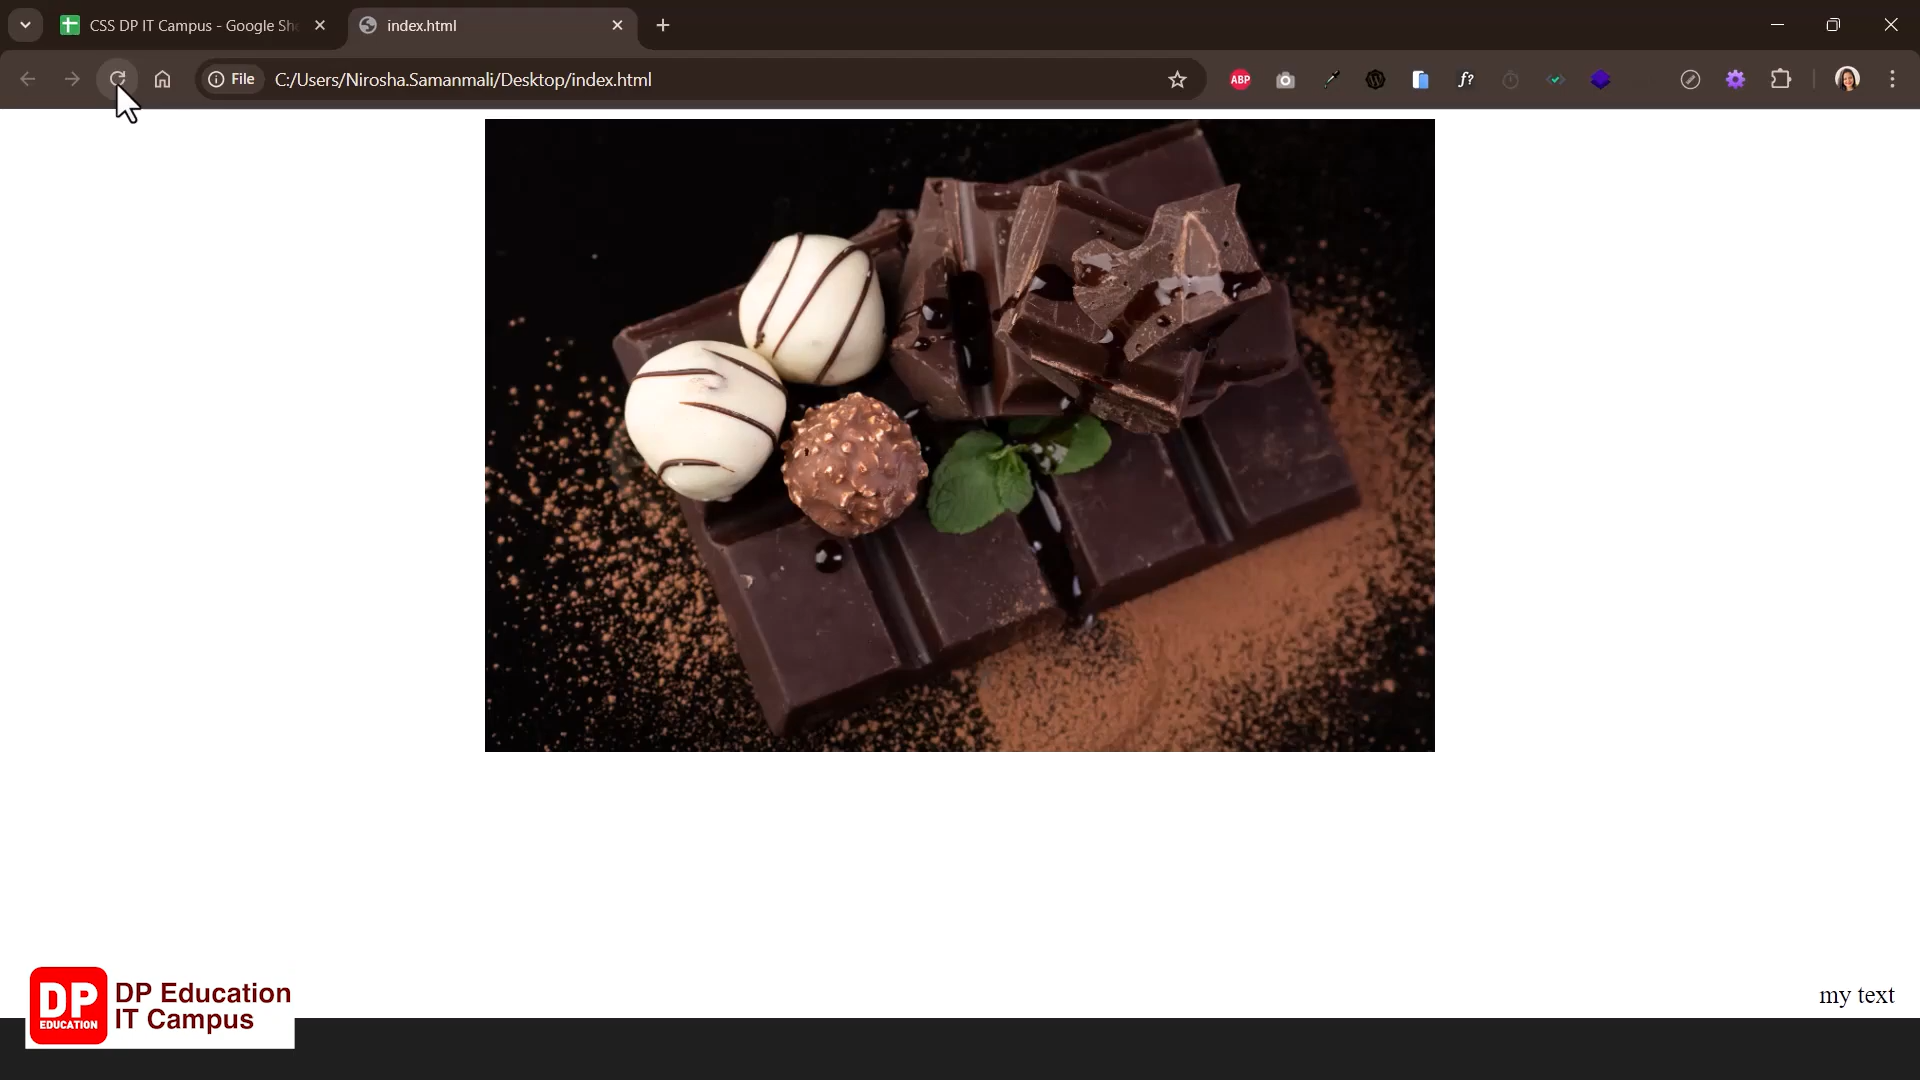 CSS DP IT Campus - Google She
index.html
File
C:/Users/Nirosha.Samanmali/Desktop/index.html
ABP
f?
my text
DP
EDUCATION
DP Education
IT Campus